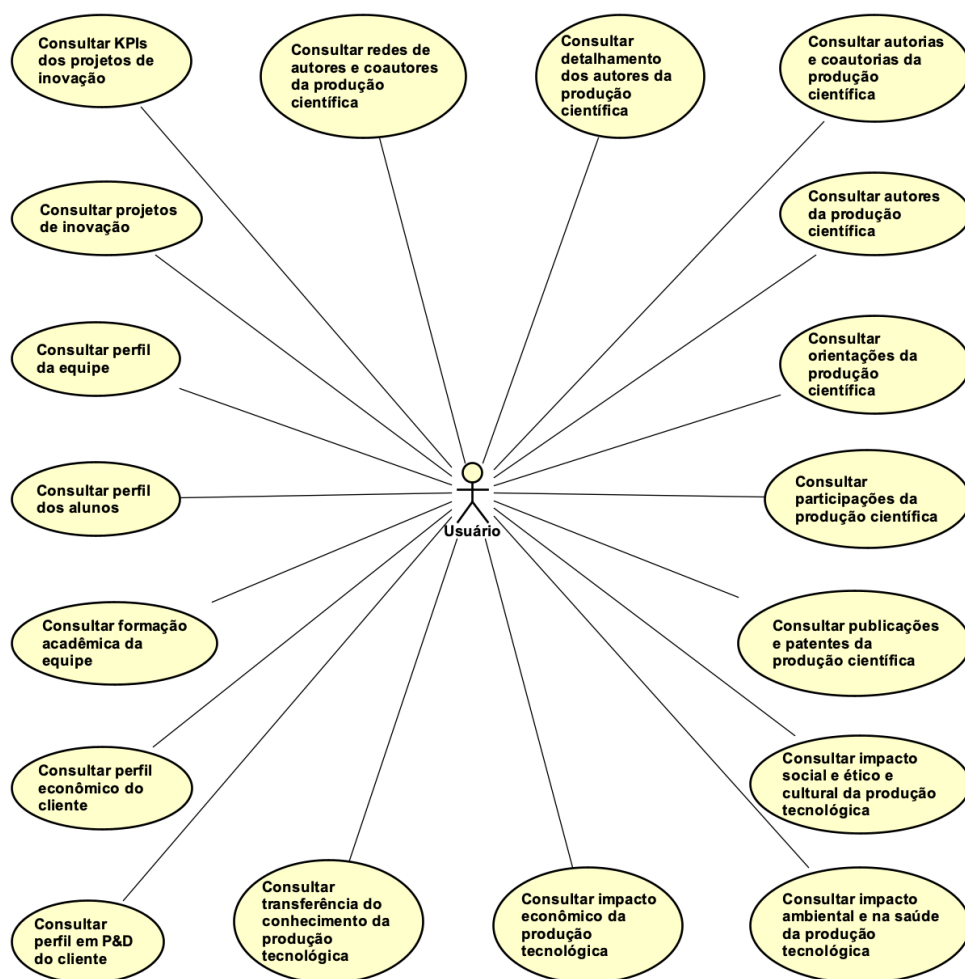 Consultar KPIs
dos projetos de
inovação
Consultar redes de
autores e coautores
da produção
científica
Consultar
detalhamento
dos autores da
produção
científica
Consultar autorias
e coautorias da
produção
científica
Consultar projetos
de inovação
Consultar autores
da produção
científica
Consultar perfil
da equipe
Consultar
orientações da
produção
científica
Consultar perfil
dos alunos
Consultar
participações da
produção científica
Usuário
Consultar formação
acadêmica da
equipe
Consultar publicações
e patentes da
produção científica
Consultar perfil
econômico do
cliente
Consultar impacto
social e ético e
cultural da produção
tecnológica
Consultar
perfil em P&D
do cliente
Consultar
transferência do
conhecimento da
produção
tecnológica
Consultar impacto
econômico da
produção
tecnológica
Consultar impacto
ambiental e na saúde
da produção
tecnológica